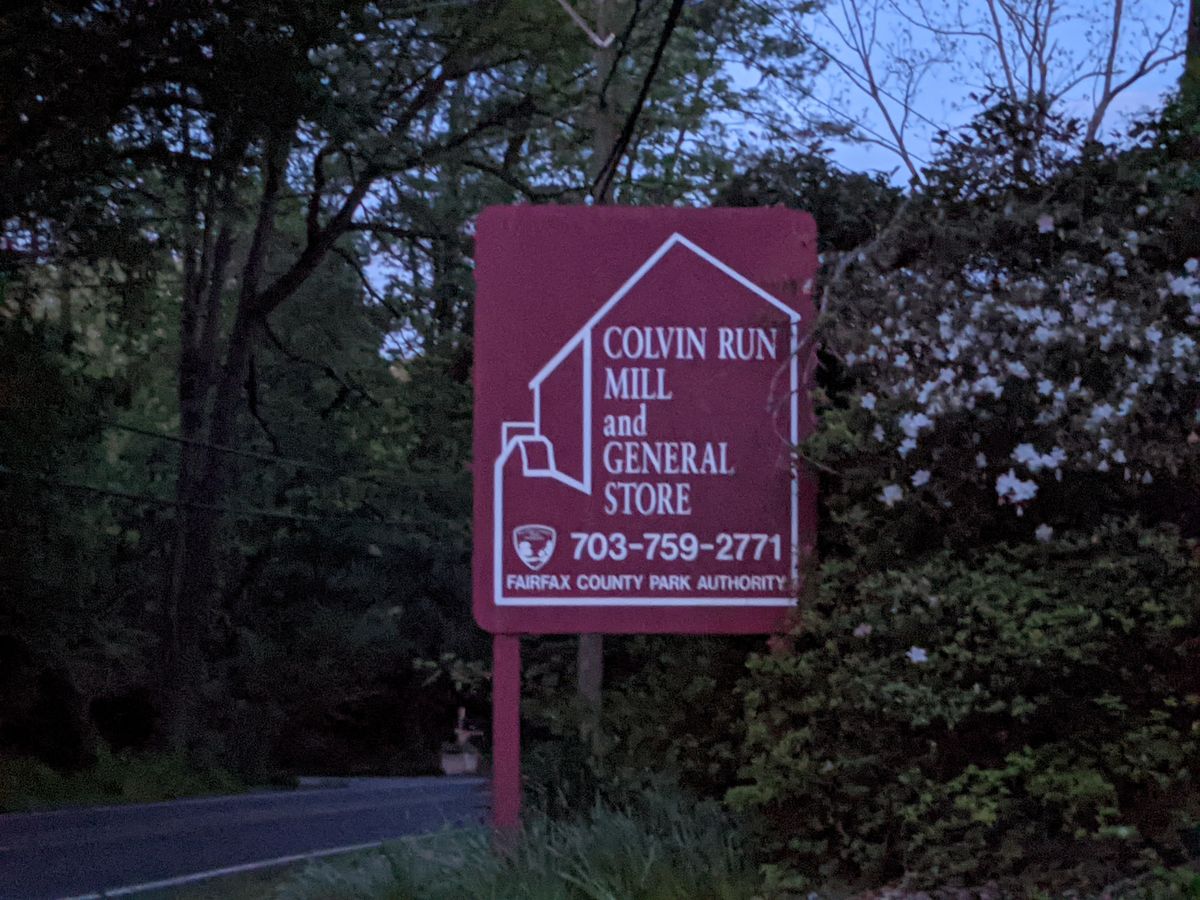 COLVIN RUN
MILL
and
GENERAL
STORE
703-759-2771
FAIRFAX COUNTY PARK AUTHORITY